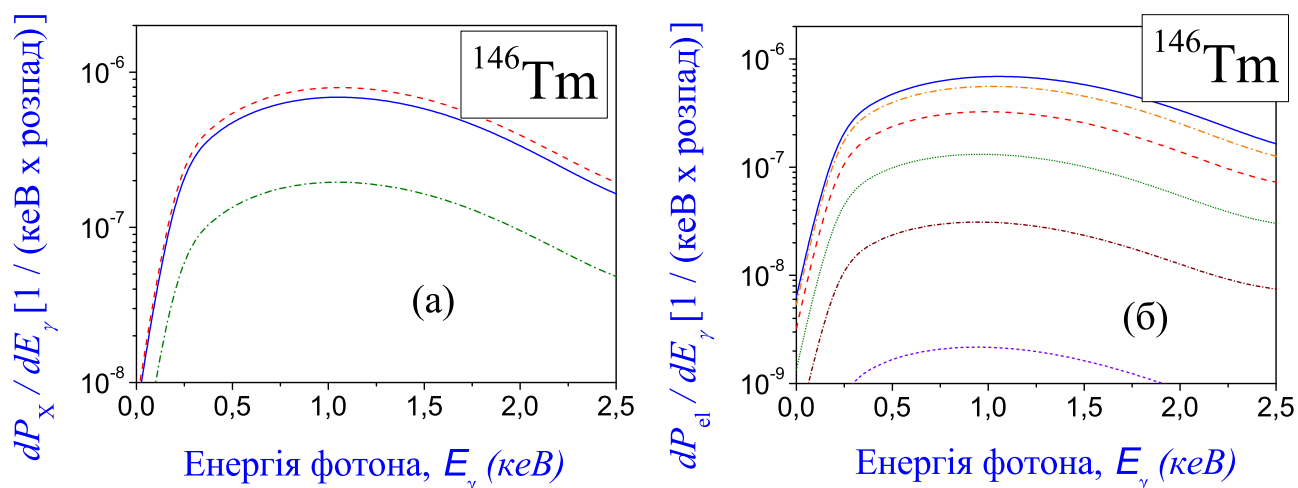 dP_X / dE_γ [1 / (кеВ x розпад)]
10^-6
10^-7
10^-8
^146Tm
(а)
0,0 0,5 1,0 1,5 2,0 2,5
Енергія фотона, E_γ (кеВ)
dP_el / dE_γ [1 / (кеВ x розпад)]
10^-6
10^-7
10^-8
10^-9
^146Tm
(б)
0,0 0,5 1,0 1,5 2,0 2,5
Енергія фотона, E_γ (кеВ)